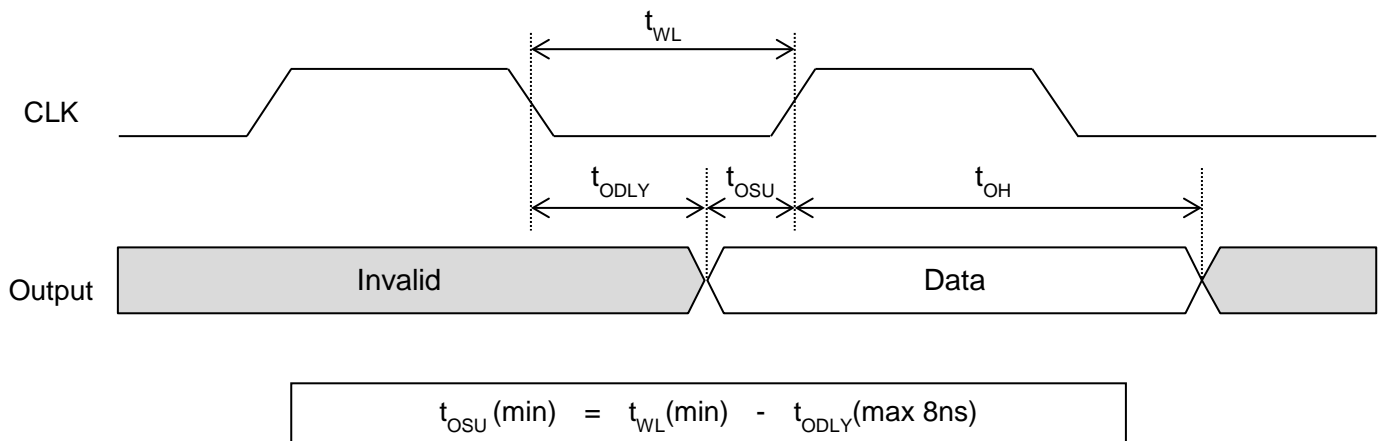 t_WL
CLK
t_ODLY t_OSU t_OH
Output Invalid Data
t_OSU (min) = t_WL(min) - t_ODLY(max 8ns)